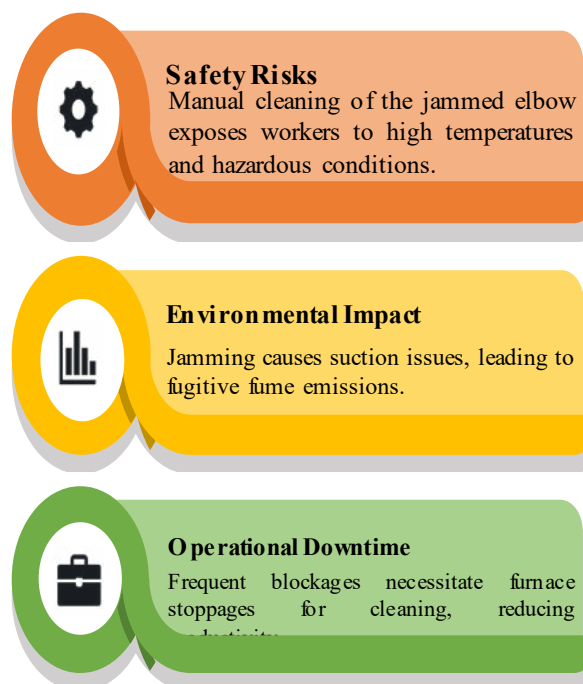 Safety Risks
Manual cleaning of the jammed elbow
exposes workers to high temperatures
and hazardous conditions.
Environmental Impact
Jamming causes suction issues, leading to
fugitive fume emissions.
Operational Downtime
Frequent blockages necessitate furnace
stoppages for cleaning, reducing